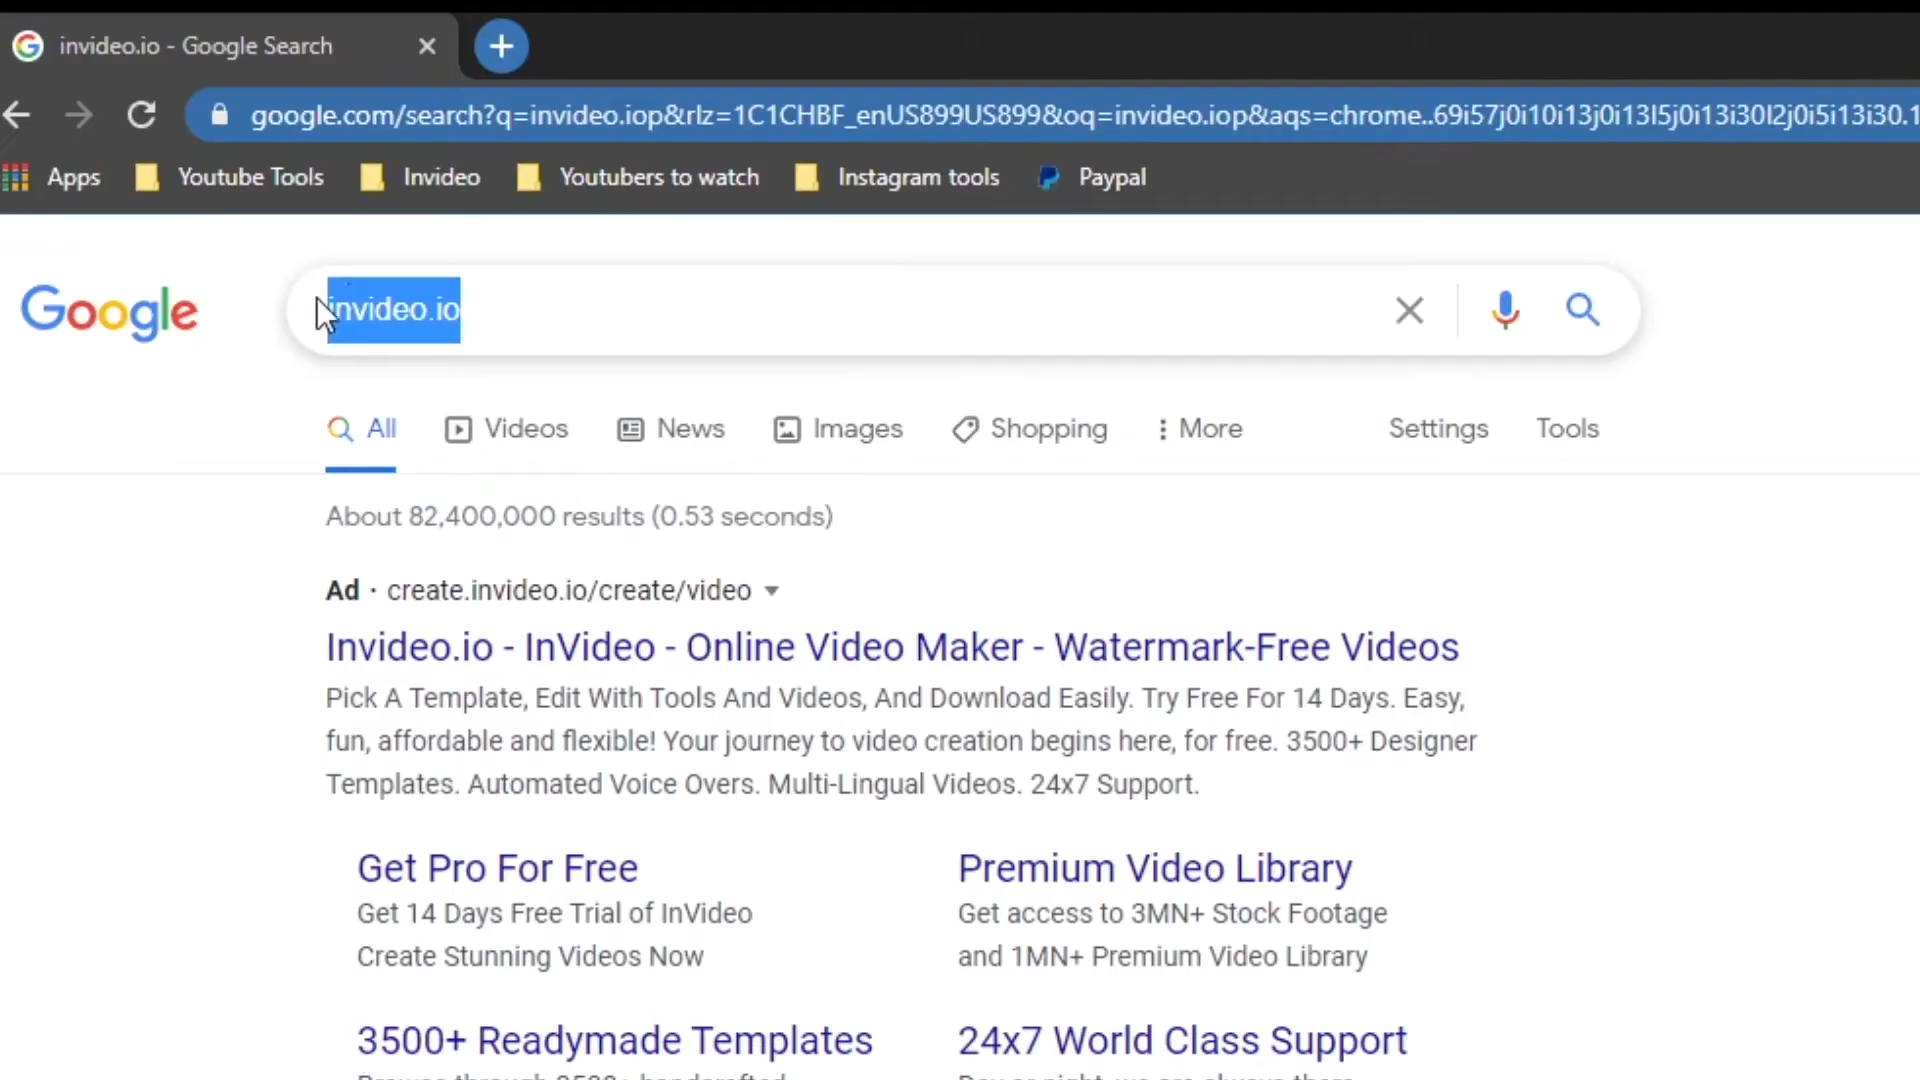 invideo.io - Google Search
google.com/search?q=invideo.iop&rlz=1C1CHBF_enUS899US899&oq=invideo.iop&aqs=chrome..69i57j0i10i13j0i13l5j0i13i30l2j0i5i13i30.1
Apps Youtube Tools Invideo Youtubers to watch Instagram tools Paypal
Google invideo.io
All Videos News Images Shopping More Settings Tools
About 82,400,000 results (0.53 seconds)
Ad · create.invideo.io/create/video
Invideo.io - InVideo - Online Video Maker - Watermark-Free Videos
Pick A Template, Edit With Tools And Videos, And Download Easily. Try Free For 14 Days. Easy,
fun, affordable and flexible! Your journey to video creation begins here, for free. 3500+ Designer
Templates. Automated Voice Overs. Multi-Lingual Videos. 24x7 Support.
Get Pro For Free
Get 14 Days Free Trial of InVideo
Create Stunning Videos Now
Premium Video Library
Get access to 3MN+ Stock Footage
and 1MN+ Premium Video Library
3500+ Readymade Templates
24x7 World Class Support